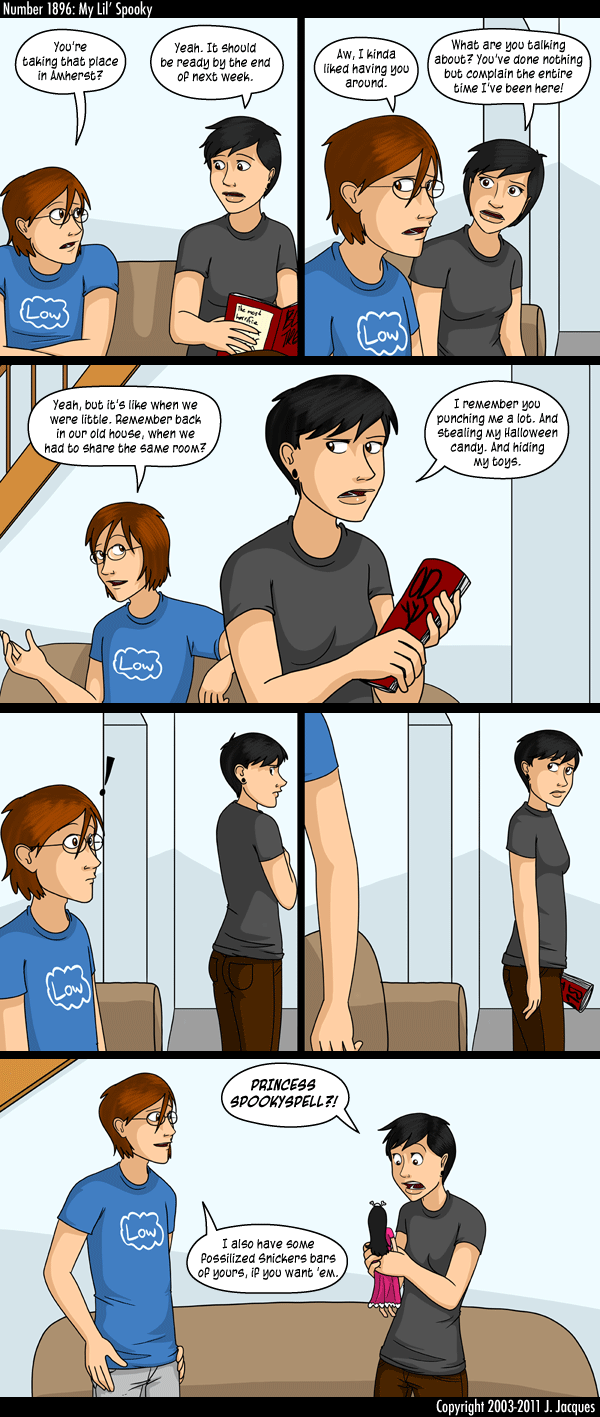 Number 1896: My Lil' Spooky
You're
taking that place
in Amherst?
Yeah. It should
be ready by the end
of next week.
The most
horrific
Low
Aw, I kinda
liked having you
around.
What are you talking
about? You've done nothing
but complain the entire
time I've been here!
Low
Yeah, but it's like when we
were little. Remember back
in our old house, when we
had to share the same room?
I remember you
punching me a lot. And
stealing my Halloween
candy. And hiding
my toys.
Low
!
Low
PRINCESS
SPOOKYSPELL?!
Low
I also have some
fossilized Snickers bars
of yours, if you want 'em.
Copyright 2003-2011 J. Jacques